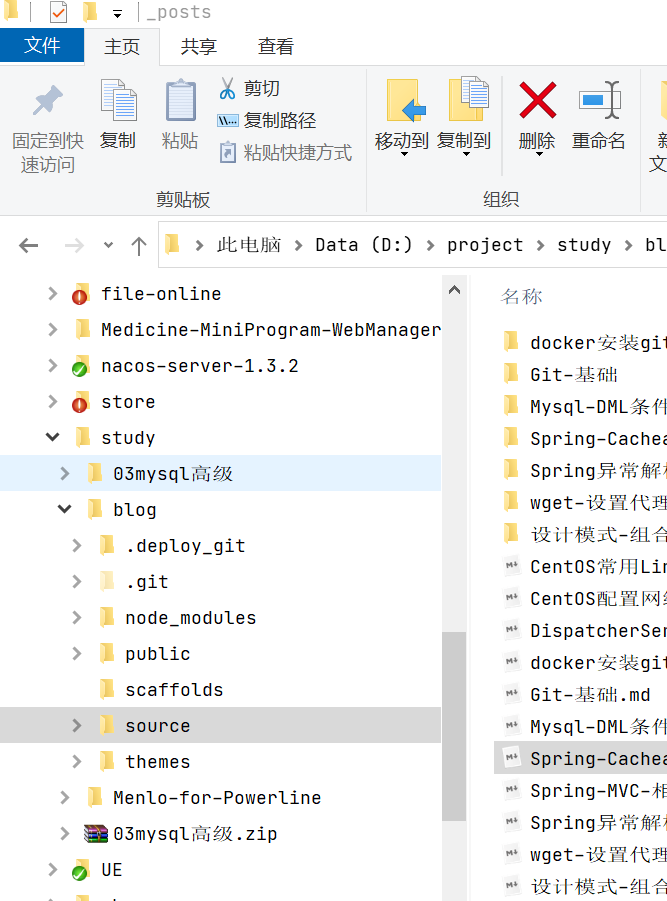 _posts
文件 主页 共享 查看
固定到快速访问
复制
粘贴
剪切
复制路径
粘贴快捷方式
移动到
复制到
删除
重命名
剪贴板
组织
此电脑 Data (D:) project study bl
file-online
Medicine-MiniProgram-WebManager
nacos-server-1.3.2
store
study
03mysql高级
blog
.deploy_git
.git
node_modules
public
scaffolds
source
themes
Menlo-for-Powerline
03mysql高级.zip
UE
名称
docker安装git
Git-基础
Mysql-DML条件
Spring-Cachea
Spring异常解析
wget-设置代理
设计模式-组合
CentOS常用Lin
CentOS配置网络
DispatcherSer
docker安装git
Git-基础.md
Mysql-DML条件
Spring-Cachea
Spring-MVC-相
Spring异常解析
wget-设置代理
设计模式-组合